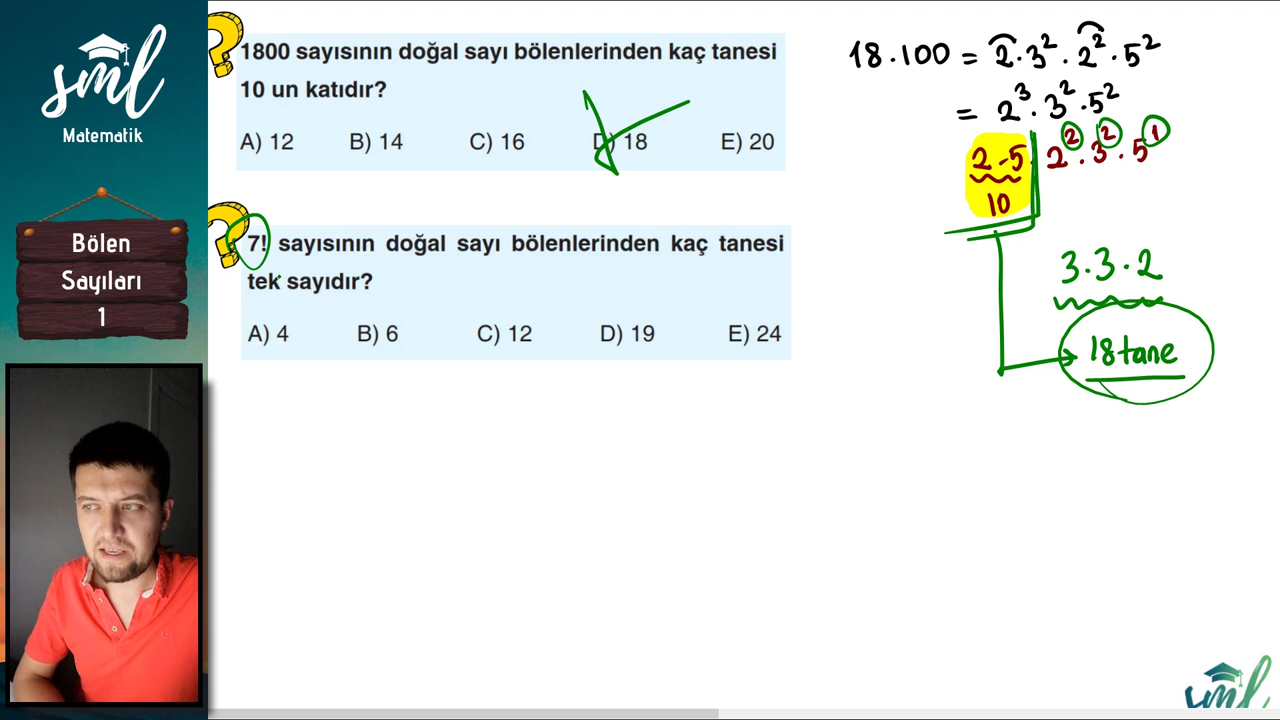 sml
Matematik
Bölen
Sayıları
1
1800 sayısının doğal sayı bölenlerinden kaç tanesi
10 un katıdır?
A) 12 B) 14 C) 16 D) 18 E) 20
7! sayısının doğal sayı bölenlerinden kaç tanesi
tek sayıdır?
A) 4 B) 6 C) 12 D) 19 E) 24
18.100 = 2.3².2².5²
= 2³.3².5²
2.5.2².3².5¹
10
3.3.2
18 tane
sml